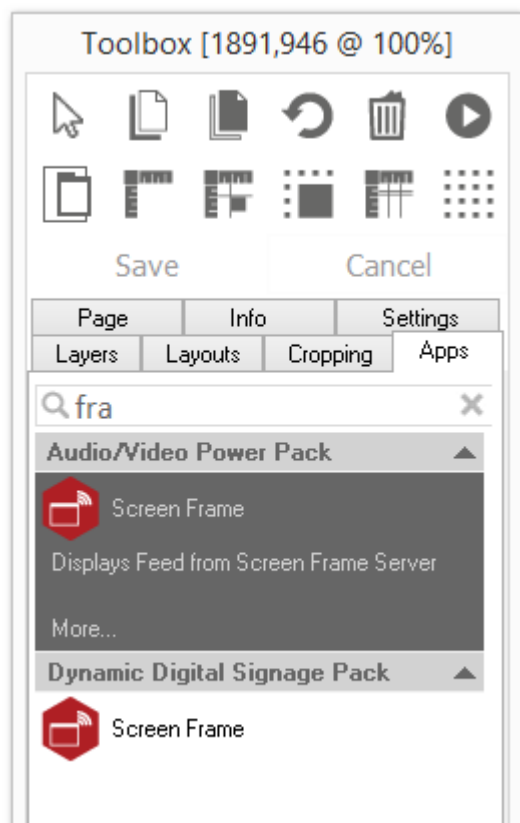 Toolbox [1891,946 @ 100%]
Save Cancel
Page Info Settings
Layers Layouts Cropping Apps
fra
Audio/Video Power Pack
Screen Frame
Displays Feed from Screen Frame Server
More...
Dynamic Digital Signage Pack
Screen Frame